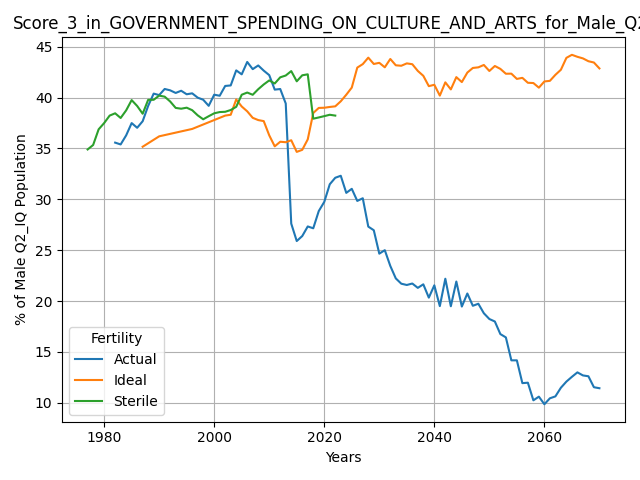 Score_3_in_GOVERNMENT_SPENDING_ON_CULTURE_AND_ARTS_for_Male_Q2
% of Male Q2_IQ Population
45
40
35
30
25
20
15
10
Fertility
Actual
Ideal
Sterile
1980 2000 2020 2040 2060
Years